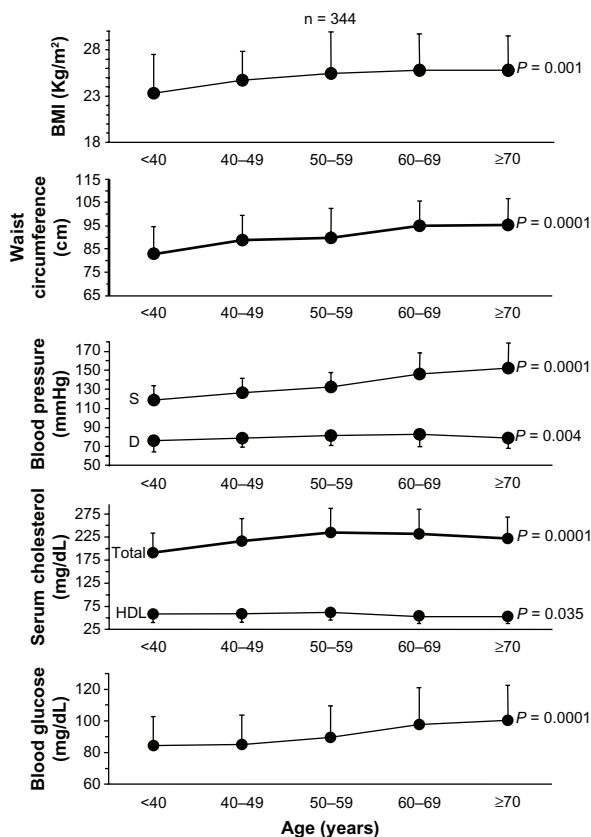 n = 344
BMI (Kg/m²)
28
23
18
P = 0.001
<40 40–49 50–59 60–69 ≥70
Waist
circumference
(cm)
115
105
95
85
75
65
P = 0.0001
<40 40–49 50–59 60–69 ≥70
Blood pressure
(mmHg)
170
150
130
110
90
70
50
S
D
P = 0.0001
P = 0.004
<40 40–49 50–59 60–69 ≥70
Serum cholesterol
(mg/dL)
275
225
175
125
75
25
Total
HDL
P = 0.0001
P = 0.035
<40 40–49 50–59 60–69 ≥70
Blood glucose
(mg/dL)
120
100
80
60
P = 0.0001
<40 40–49 50–59 60–69 ≥70
Age (years)